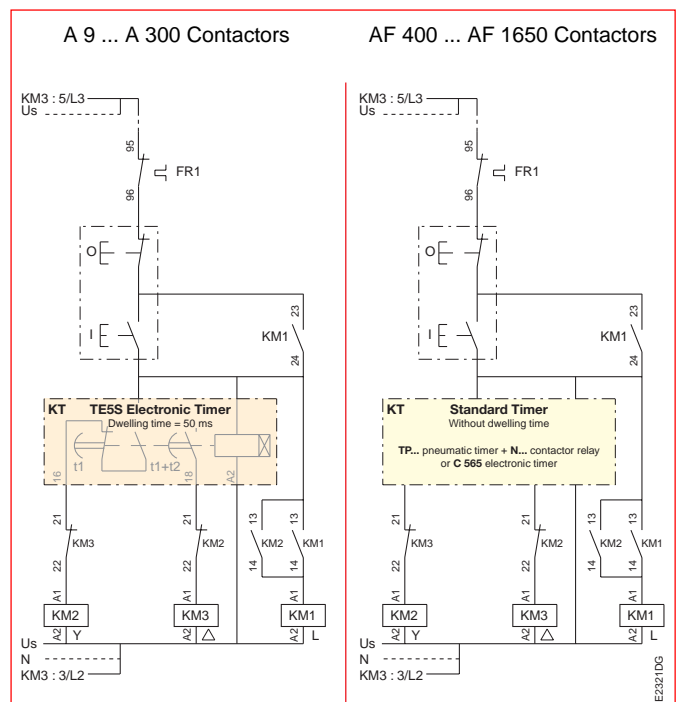 A 9 ... A 300 Contactors
KM3 : 5/L3
Us
95
96
FR1
O
I
23
24
KM1
KT TE5S Electronic Timer
Dwelling time = 50 ms
t1
t1+t2
16
18
A2
21
22
KM3
21
22
KM2
13
14
KM2
13
14
KM1
A1
KM2
A2
Y
A1
KM3
A2
A1
KM1
A2
L
Us
N
KM3 : 3/L2
AF 400 ... AF 1650 Contactors
KM3 : 5/L3
Us
95
96
FR1
O
I
23
24
KM1
KT Standard Timer
Without dwelling time
TP... pneumatic timer + N... contactor relay
or C 565 electronic timer
21
22
KM3
21
22
KM2
13
14
KM2
13
14
KM1
A1
KM2
A2
Y
A1
KM3
A2
A1
KM1
A2
L
Us
N
KM3 : 3/L2
E2321DG